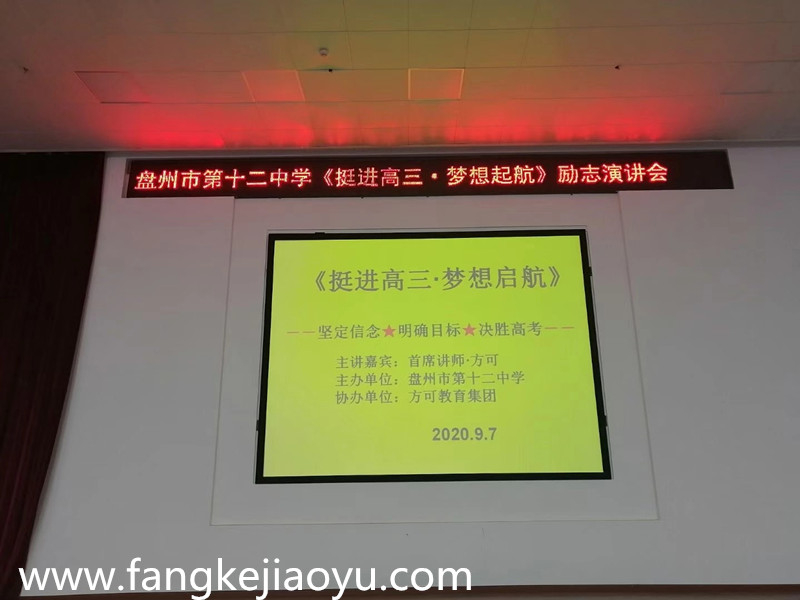 盘州市第十二中学《挺进高三·梦想起航》励志演讲会
《挺进高三·梦想启航》
——坚定信念★明确目标★决胜高考——
主讲嘉宾：首席讲师·方可
主办单位：盘州市第十二中学
协办单位：方可教育集团
2020.9.7
www.fangkejiaoyu.com